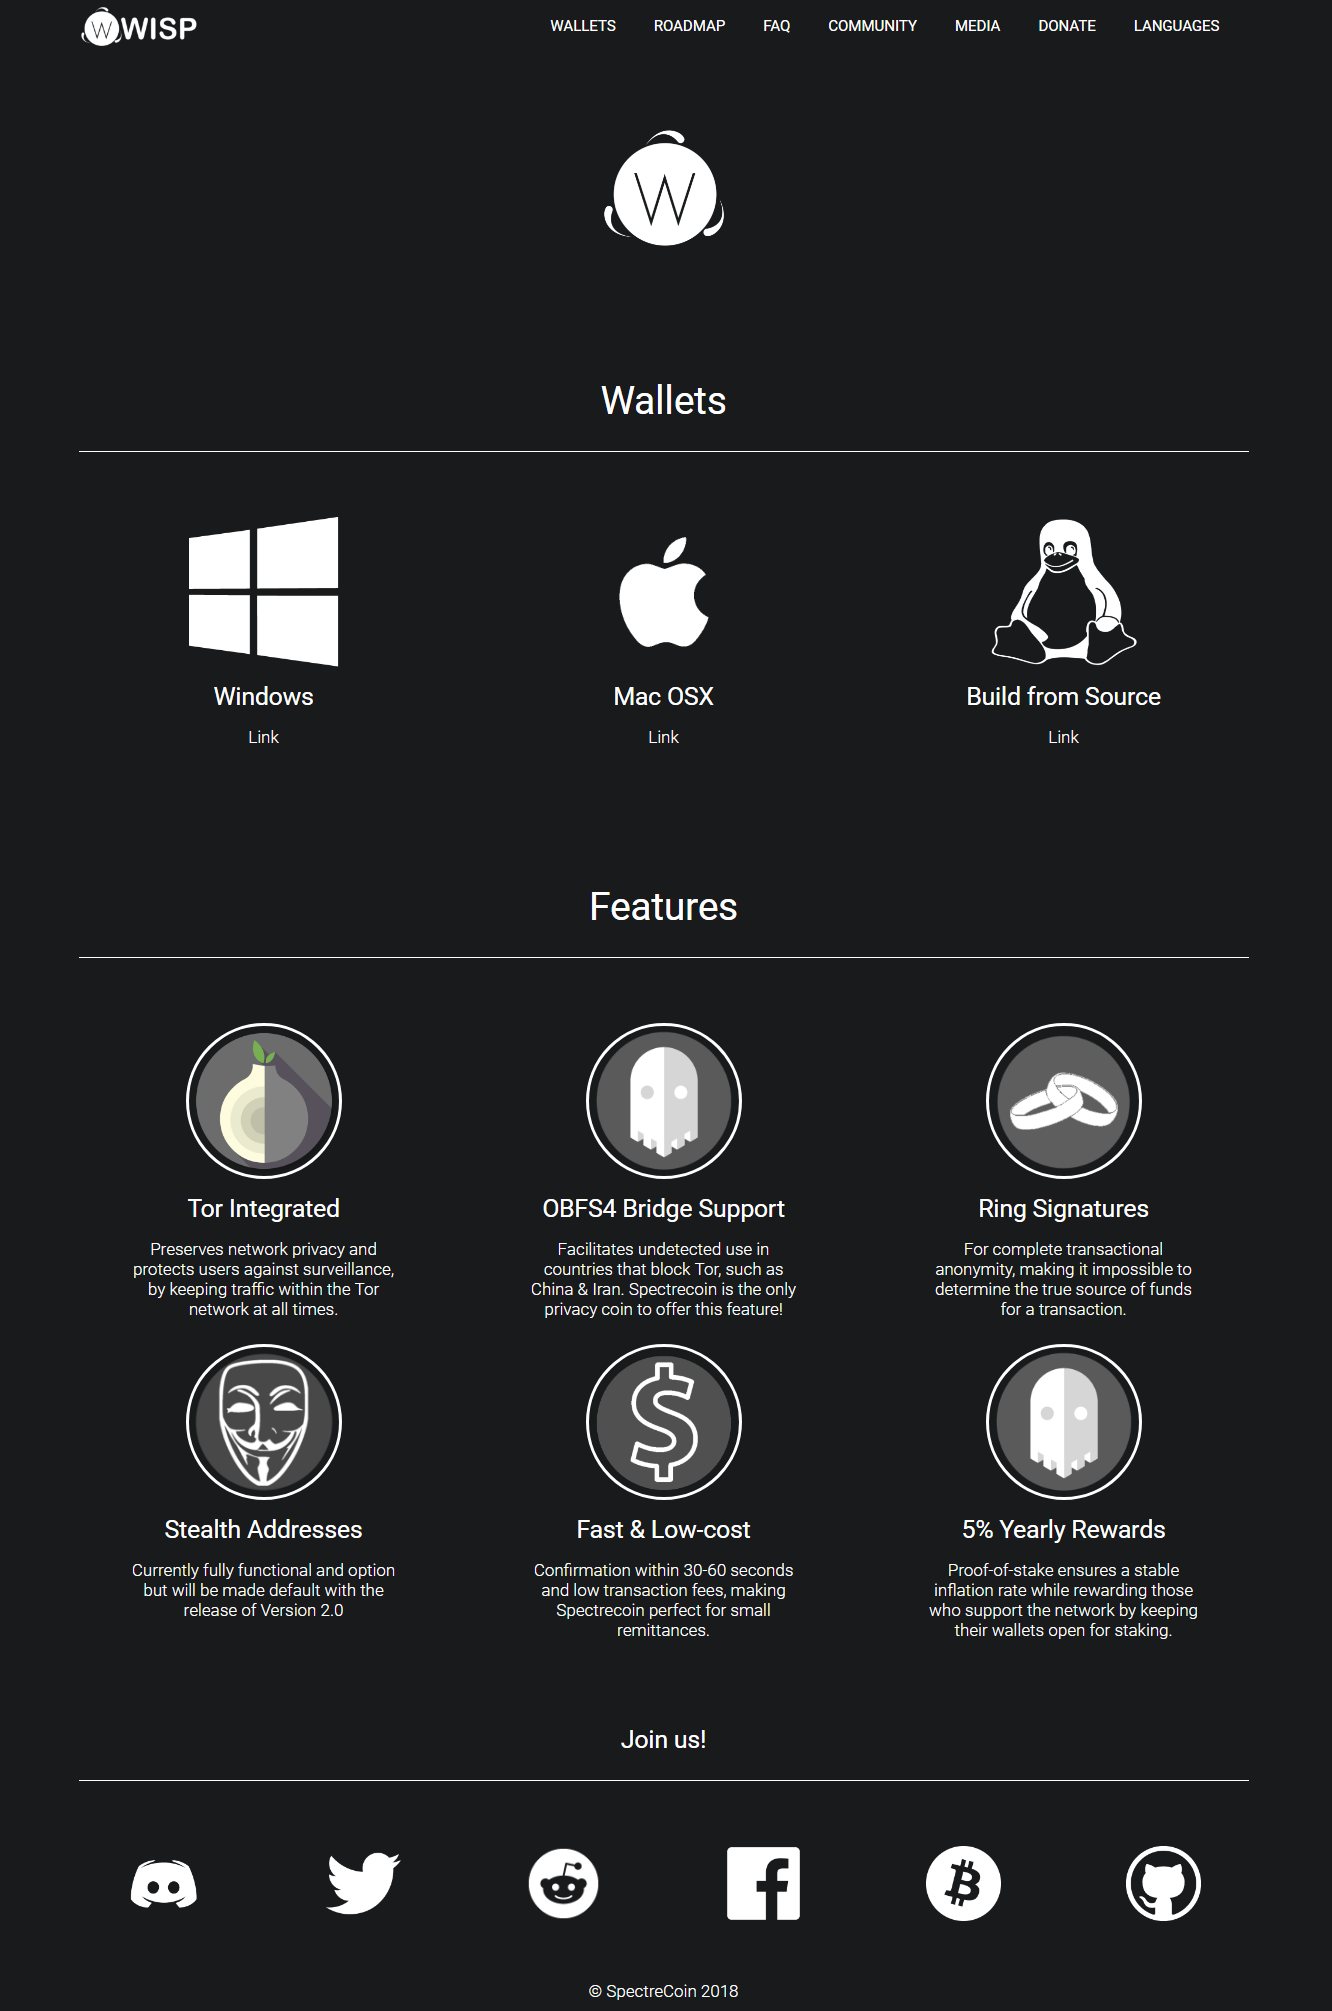 W WISP WALLETS ROADMAP FAQ COMMUNITY MEDIA DONATE LANGUAGES
W
Wallets
Windows
Link
Mac OSX
Link
Build from Source
Link
Features
Tor Integrated
Preserves network privacy and
protects users against surveillance,
by keeping traffic within the Tor
network at all times.
OBFS4 Bridge Support
Facilitates undetected use in
countries that block Tor, such as
China & Iran. Spectrecoin is the only
privacy coin to offer this feature!
Ring Signatures
For complete transactional
anonymity, making it impossible to
determine the true source of funds
for a transaction.
Stealth Addresses
Currently fully functional and option
but will be made default with the
release of Version 2.0
Fast & Low-cost
Confirmation within 30-60 seconds
and low transaction fees, making
Spectrecoin perfect for small
remittances.
5% Yearly Rewards
Proof-of-stake ensures a stable
inflation rate while rewarding those
who support the network by keeping
their wallets open for staking.
Join us!
© SpectreCoin 2018